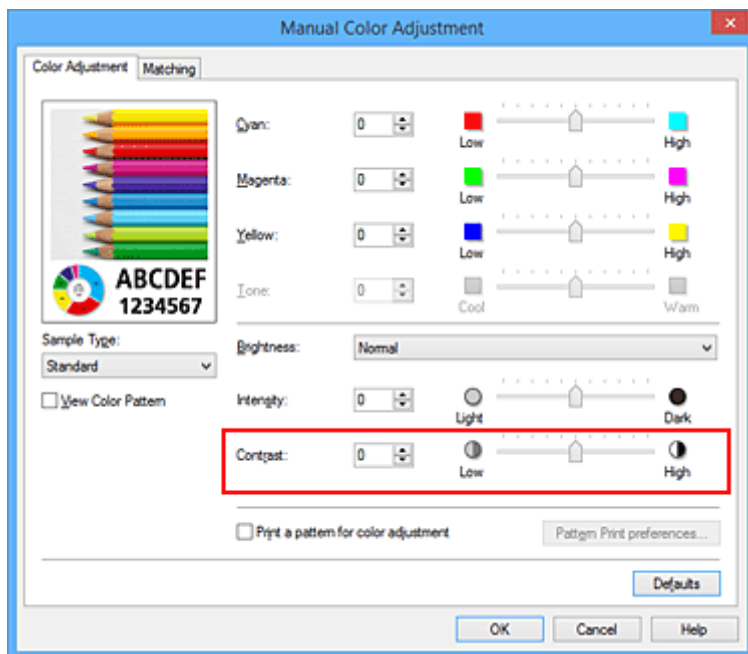 Manual Color Adjustment
Color Adjustment Matching
ABCDEF
1234567
Sample Type:
Standard
View Color Pattern
Cyan: 0 Low High
Magenta: 0 Low High
Yellow: 0 Low High
Tone: 0 Cool Warm
Brightness: Normal
Intensity: 0 Light Dark
Contrast: 0 Low High
Print a pattern for color adjustment Pattern Print preferences...
Defaults
OK Cancel Help